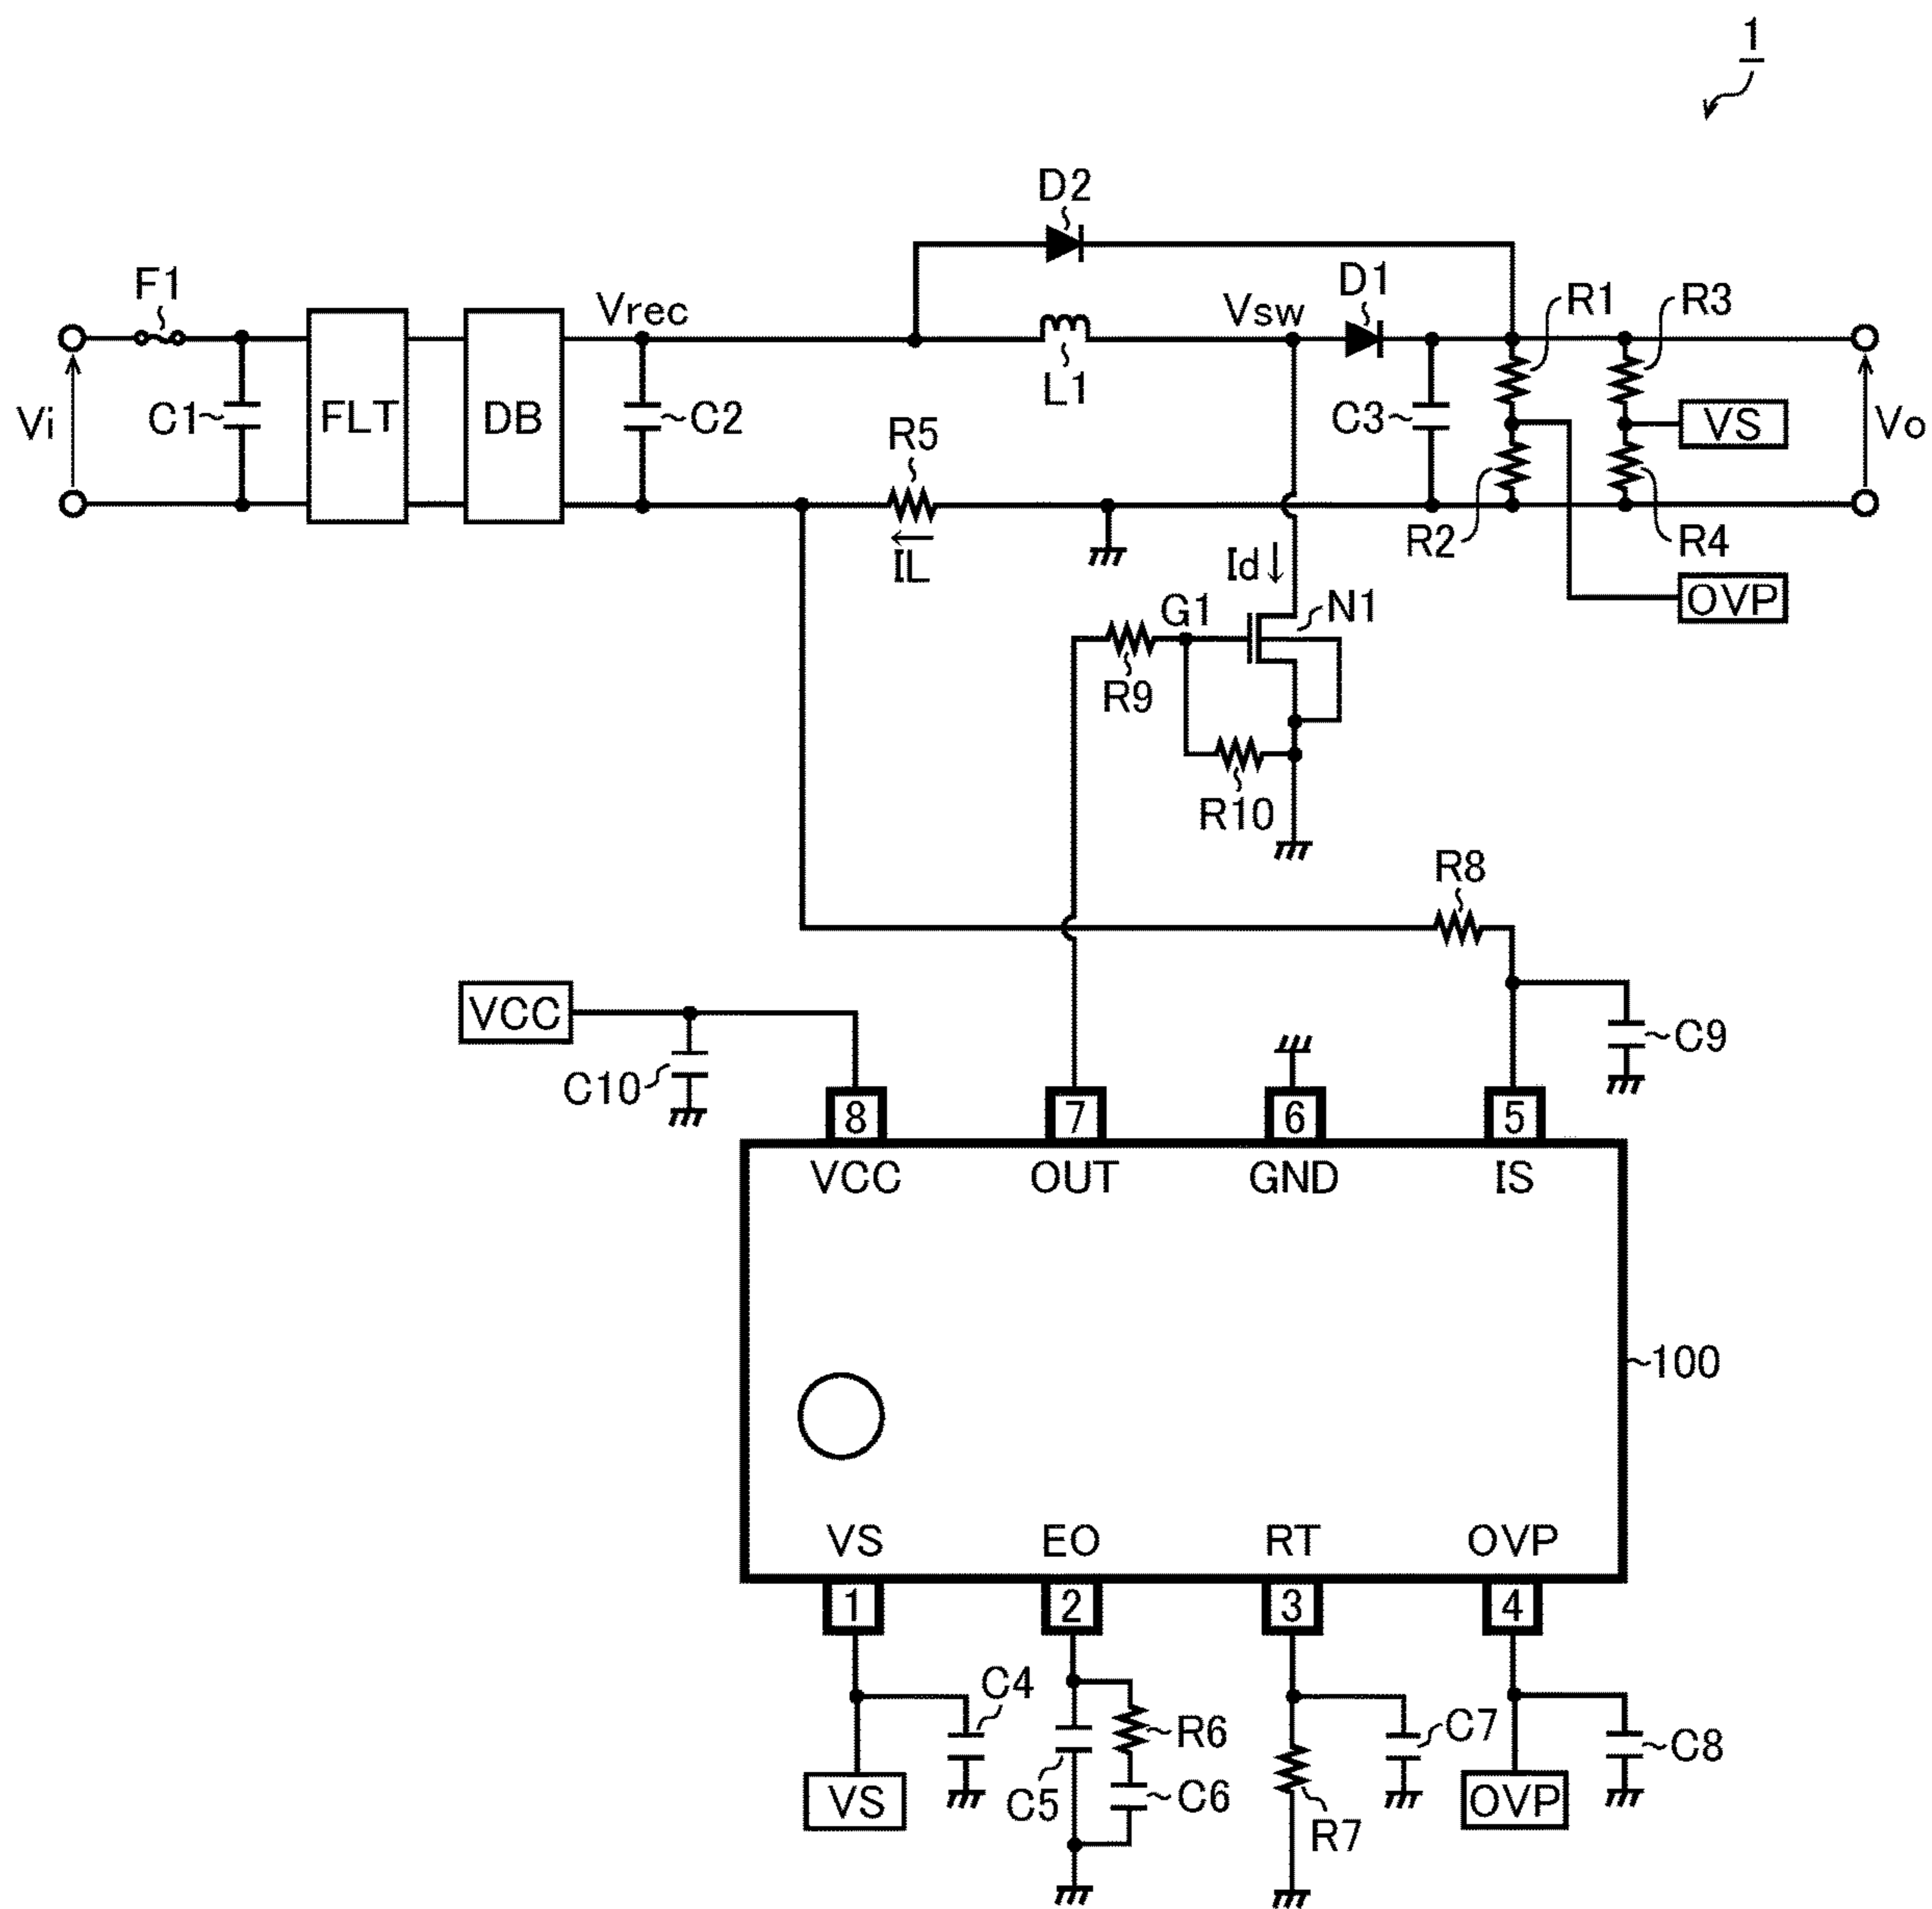 1
D2
F1
Vrec
Vsw
D1
R1
R3
Vi
C1
FLT
DB
C2
L1
R5
C3
VS
Vo
IL
Id
R2
R4
OVP
G1
N1
R9
R10
R8
VCC
C10
C9
8
7
6
5
VCC
OUT
GND
IS
100
VS
EO
RT
OVP
1
2
3
4
C4
R6
C7
C8
VS
C5
C6
R7
OVP